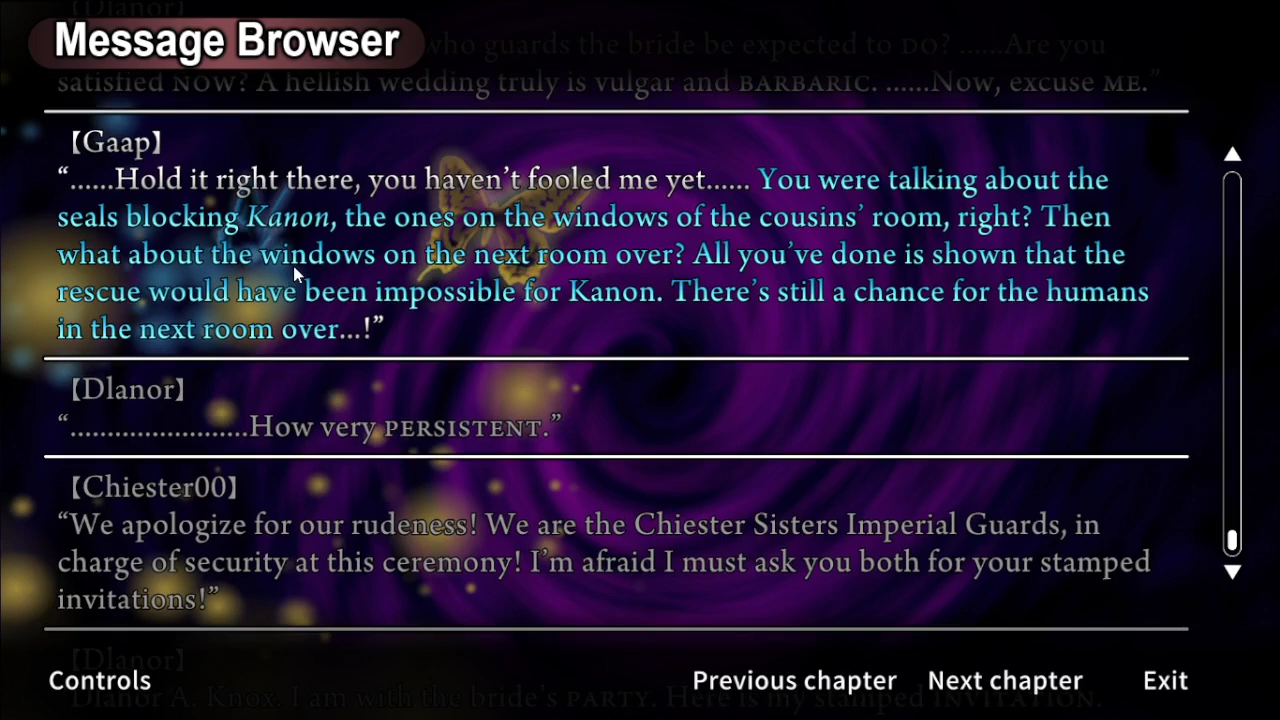 【Dlanor】
Message Browser
who guards the bride be expected to DO? ......Are you
satisfied NOW? A hellish wedding truly is vulgar and BARBARIC. ......Now, excuse ME.”
【Gaap】
“......Hold it right there, you haven’t fooled me yet...... You were talking about the
seals blocking Kanon, the ones on the windows of the cousins’ room, right? Then
what about the windows on the next room over? All you’ve done is shown that the
rescue would have been impossible for Kanon. There’s still a chance for the humans
in the next room over...!”
【Dlanor】
“........................How very PERSISTENT.”
【Chiester00】
“We apologize for our rudeness! We are the Chiester Sisters Imperial Guards, in
charge of security at this ceremony! I’m afraid I must ask you both for your stamped
invitations!”
【Dlanor】
“Dlanor A. Knox. I am with the bride’s PARTY. Here is my stamped INVITATION.
Controls
Previous chapter
Next chapter
Exit